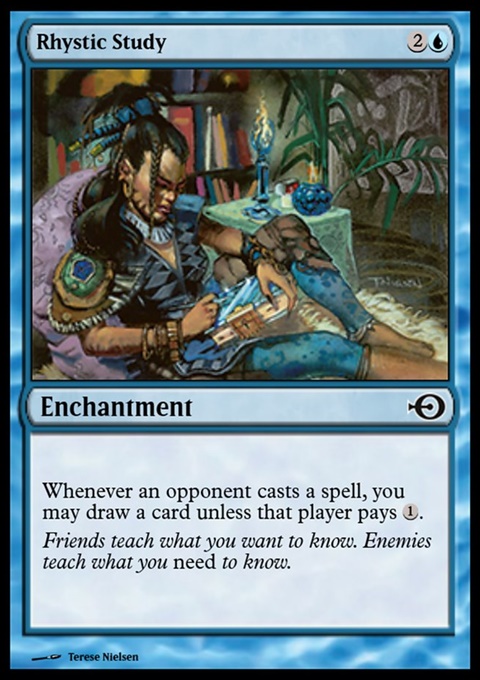 Rhystic Study 2
Enchantment
Whenever an opponent casts a spell, you
may draw a card unless that player pays 1.
Friends teach what you want to know. Enemies
teach what you need to know.
Terese Nielsen